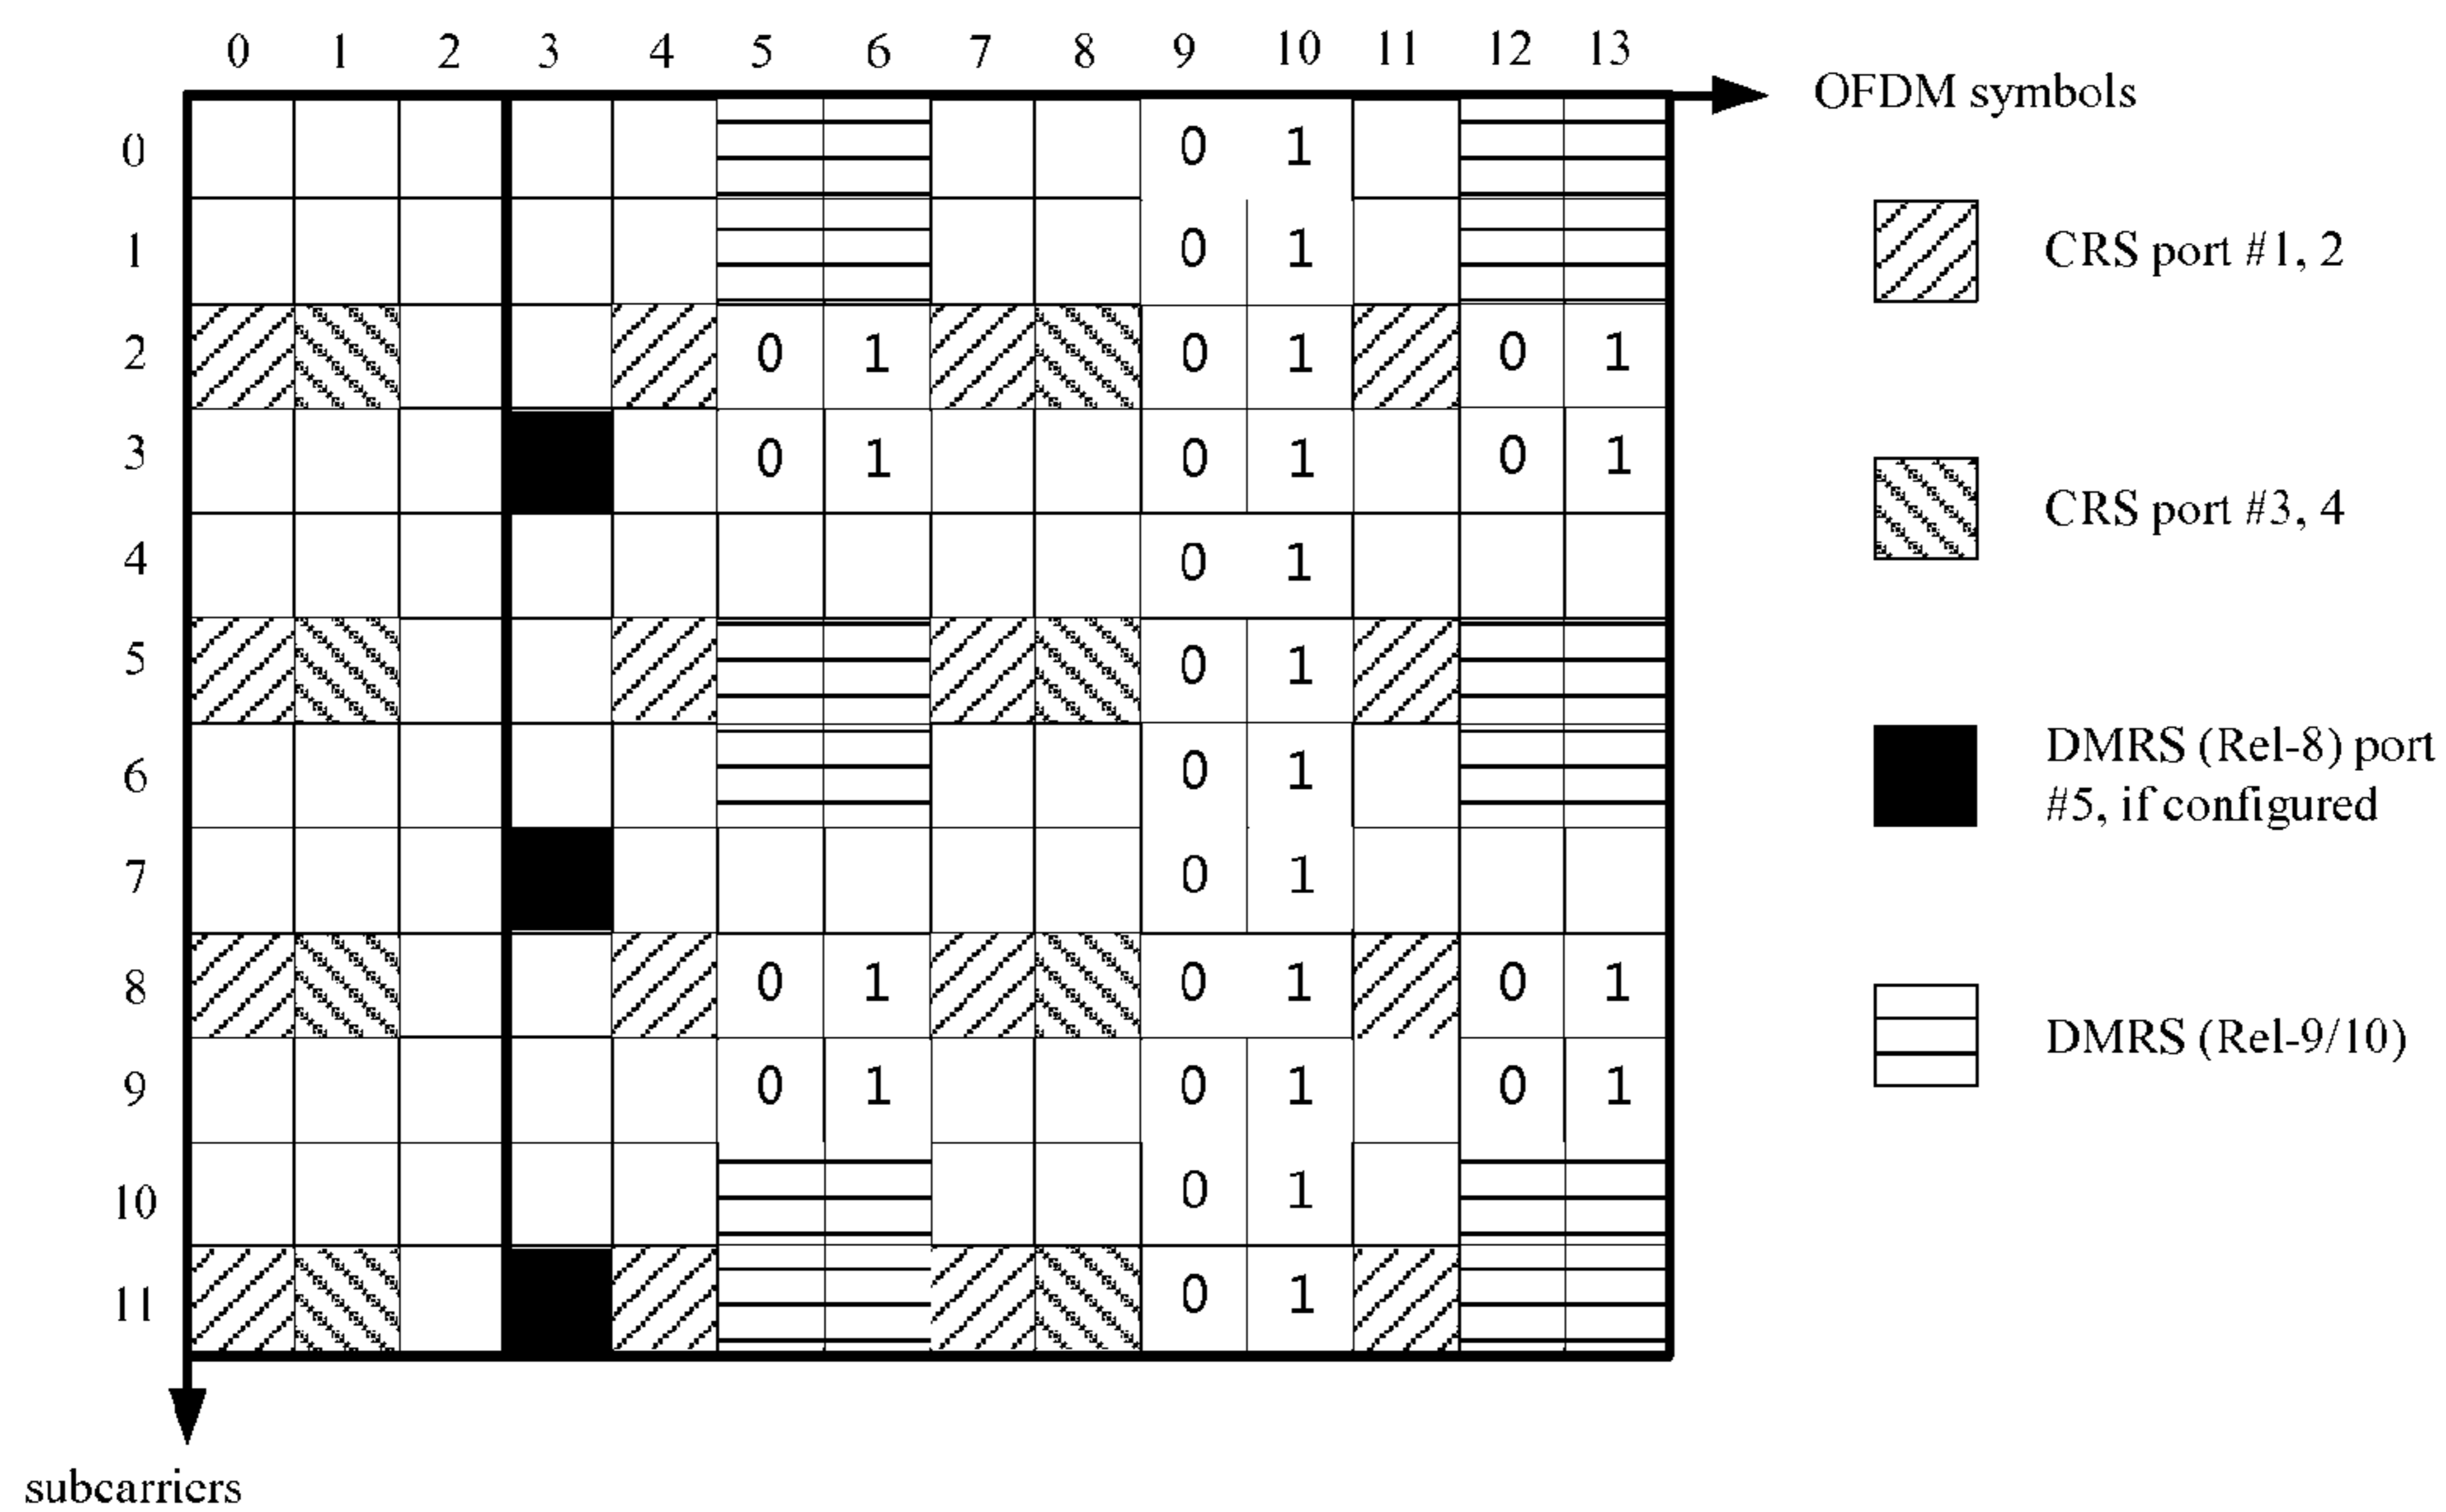 0 1 2 3 4 5 6 7 8 9 10 11 12 13
OFDM symbols
0 0 1
1 0 1
2 0 1 0 1 0 1
3 0 1 0 1 0 1
4 0 1
5 0 1
6 0 1
7 0 1
8 0 1 0 1 0 1
9 0 1 0 1 0 1
10 0 1
11 0 1
subcarriers
CRS port #1, 2
CRS port #3, 4
DMRS (Rel-8) port
#5, if configured
DMRS (Rel-9/10)